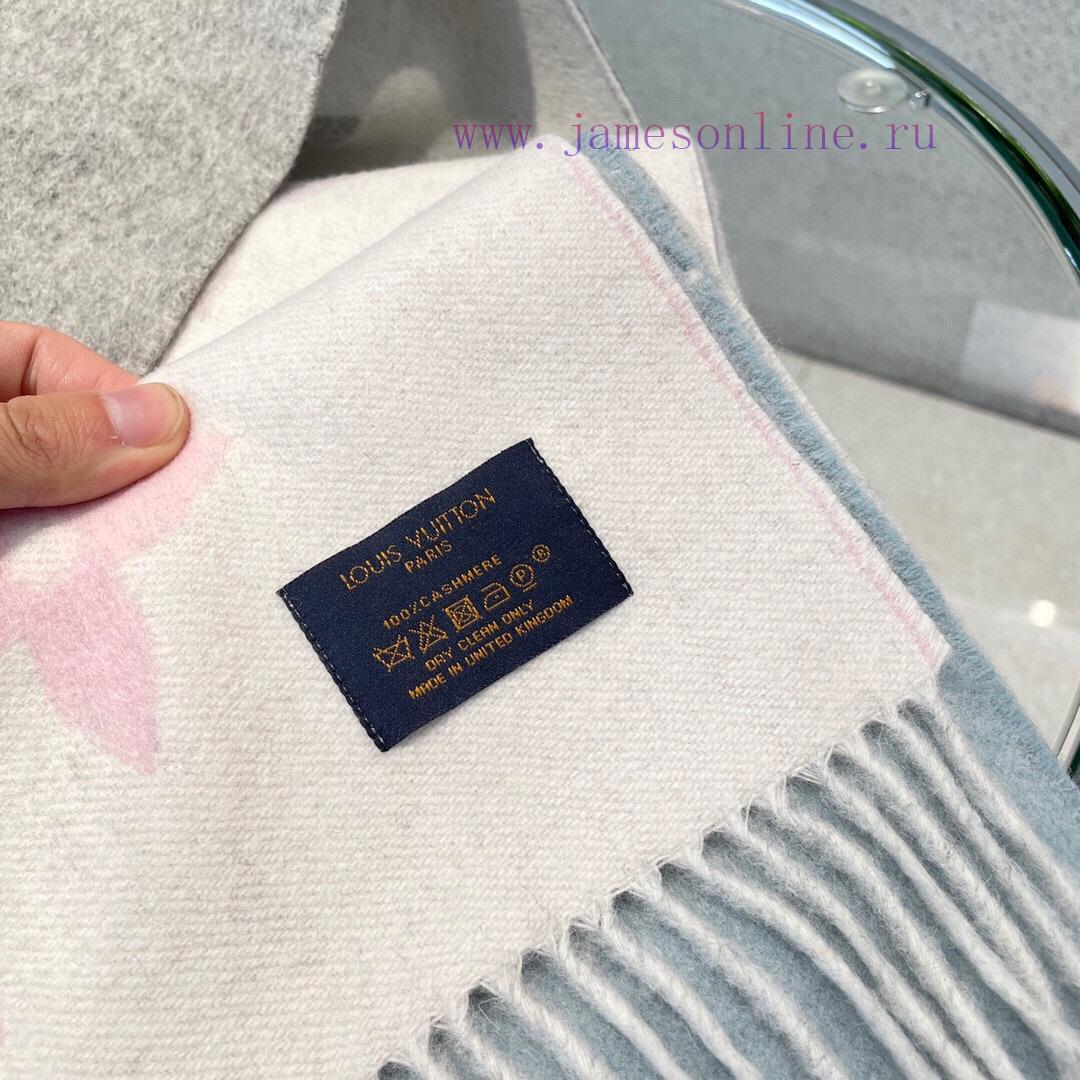 www.jamesonline.ru
LOUIS VUITTON
PARIS
100%CASHMERE
P ®
DRY CLEAN ONLY
MADE IN UNITED KINGDOM